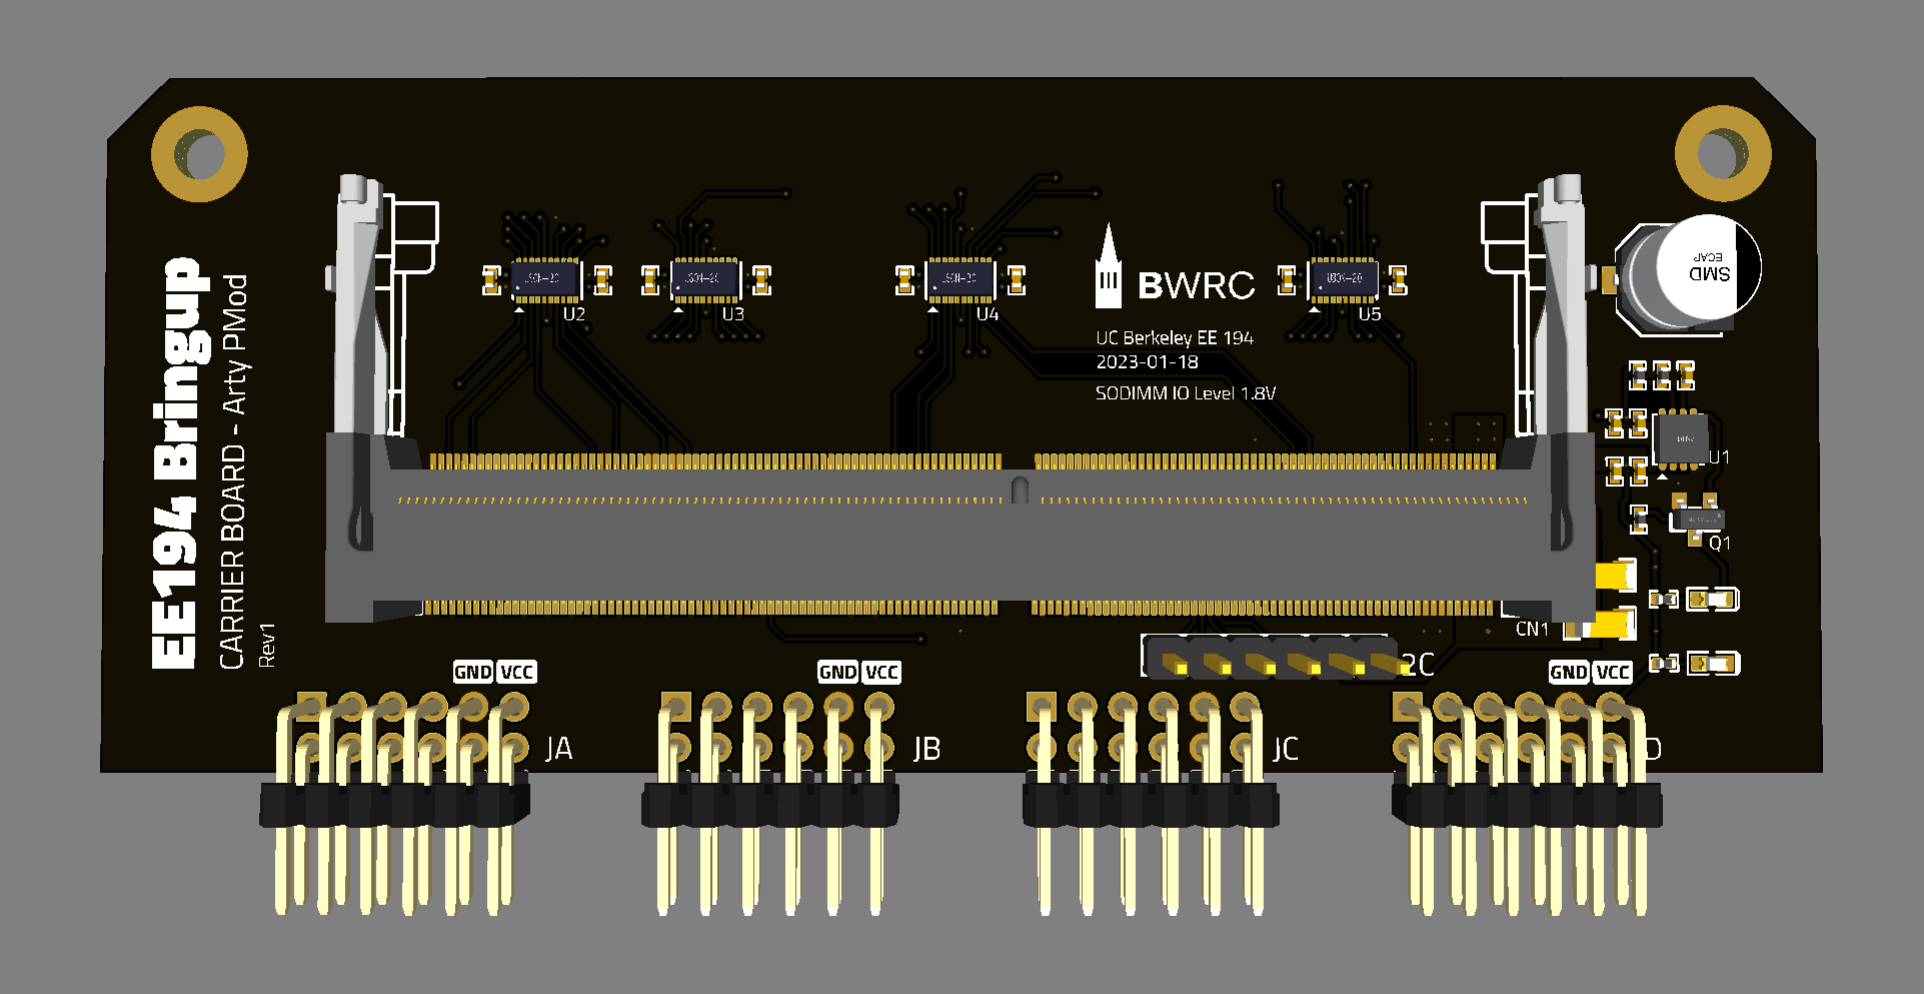 EE194 Bringup
CARRIER BOARD - Arty PMod
Rev1
U2
U3
U4
U5
BWRC
UC Berkeley EE 194
2023-01-18
SODIMM IO Level 1.8V
SMD
ECAP
U1
Q1
CN1
2C
GND VCC
GND VCC
GND VCC
JA
JB
JC
D